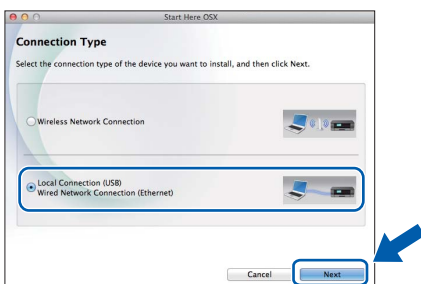 Start Here OSX
Connection Type
Select the connection type of the device you want to install, and then click Next.
Wireless Network Connection
Local Connection (USB)
Wired Network Connection (Ethernet)
Cancel
Next